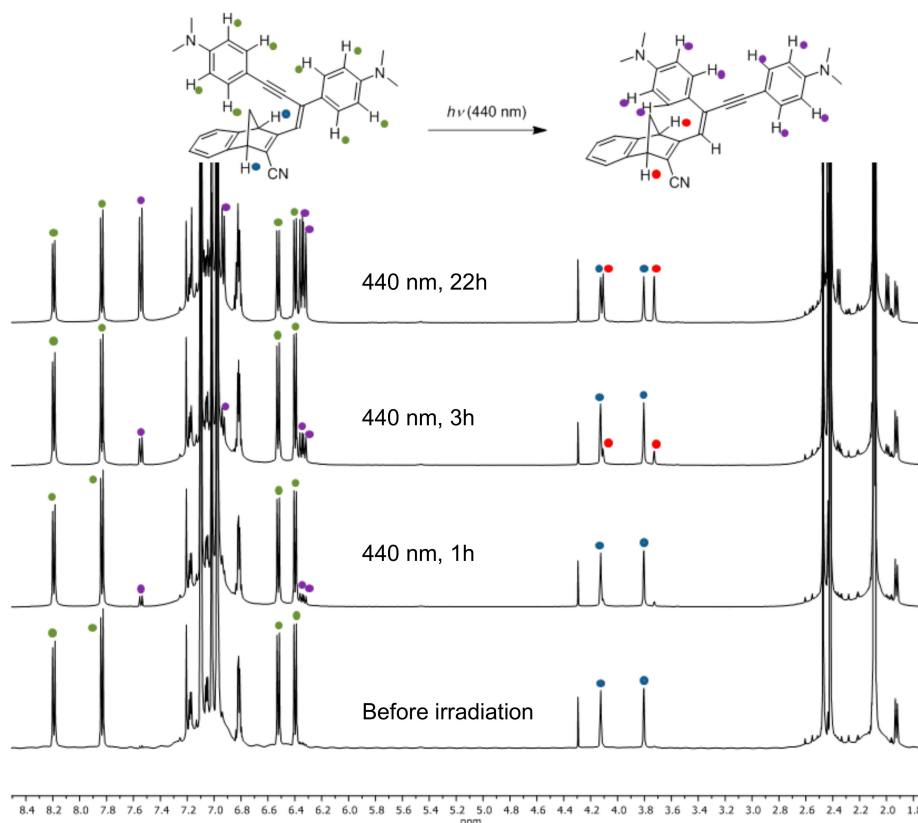 H H
N
H H N
H
H
H H H
H
H
CN
hν (440 nm)
H H
N
H H N
H
H
H
H
H H
H
H
CN
440 nm, 22h
440 nm, 3h
440 nm, 1h
Before irradiation
8.4 8.2 8.0 7.8 7.6 7.4 7.2 7.0 6.8 6.6 6.4 6.2 6.0 5.8 5.6 5.4 5.2 5.0 4.8 4.6 4.4 4.2 4.0 3.8 3.6 3.4 3.2 3.0 2.8 2.6 2.4 2.2 2.0